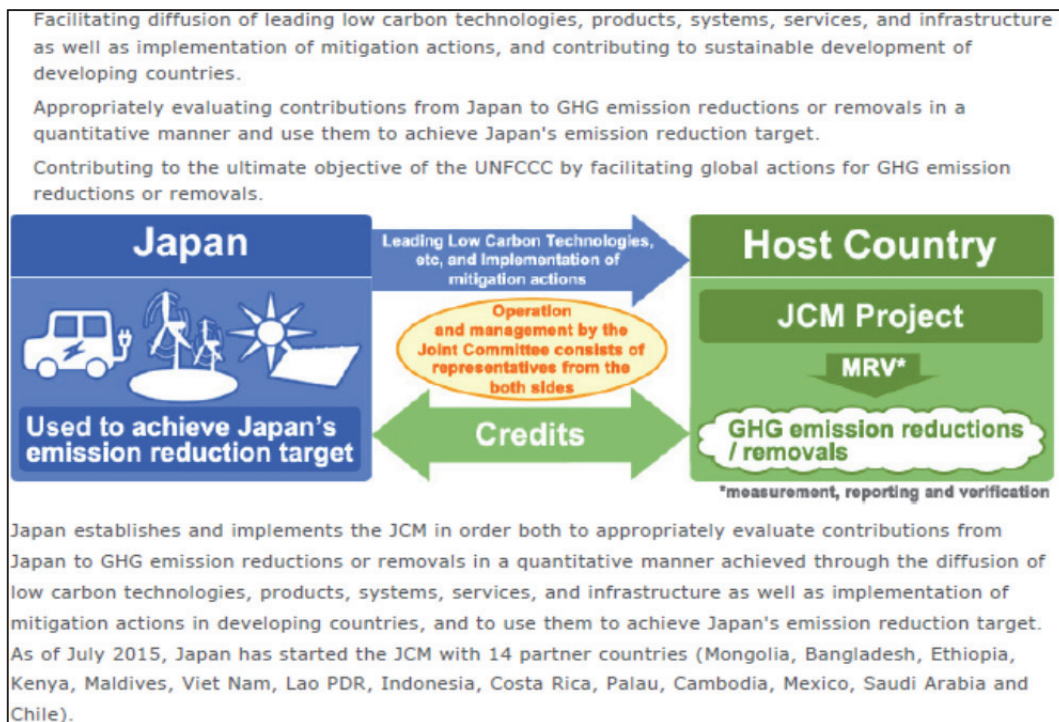 Facilitating diffusion of leading low carbon technologies, products, systems, services, and infrastructure
as well as implementation of mitigation actions, and contributing to sustainable development of
developing countries.
Appropriately evaluating contributions from Japan to GHG emission reductions or removals in a
quantitative manner and use them to achieve Japan's emission reduction target.
Contributing to the ultimate objective of the UNFCCC by facilitating global actions for GHG emission
reductions or removals.
Japan
Used to achieve Japan's
emission reduction target
Leading Low Carbon Technologies,
etc, and Implementation of
mitigation actions
Operation
and management by the
Joint Committee consists of
representatives from the
both sides
Credits
Host Country
JCM Project
MRV*
GHG emission reductions
/ removals
*measurement, reporting and verification
Japan establishes and implements the JCM in order both to appropriately evaluate contributions from
Japan to GHG emission reductions or removals in a quantitative manner achieved through the diffusion of
low carbon technologies, products, systems, services, and infrastructure as well as implementation of
mitigation actions in developing countries, and to use them to achieve Japan's emission reduction target.
As of July 2015, Japan has started the JCM with 14 partner countries (Mongolia, Bangladesh, Ethiopia,
Kenya, Maldives, Viet Nam, Lao PDR, Indonesia, Costa Rica, Palau, Cambodia, Mexico, Saudi Arabia and
Chile).